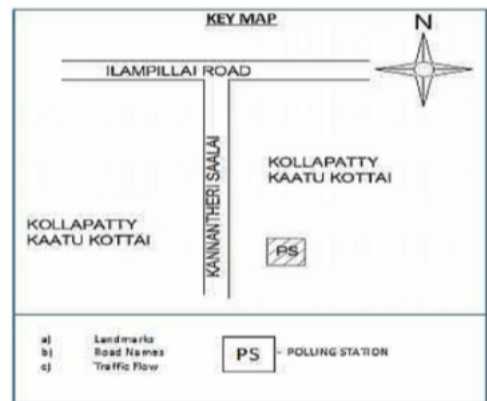 KEY MAP
N
ILAMPILLAI ROAD
KANNANTHERI SAALAI
KOLLAPATTY
KAATU KOTTAI
KOLLAPATTY
KAATU KOTTAI
PS
a) Landmarks
b) Road Names
c) Traffic Flow
PS - POLLING STATION